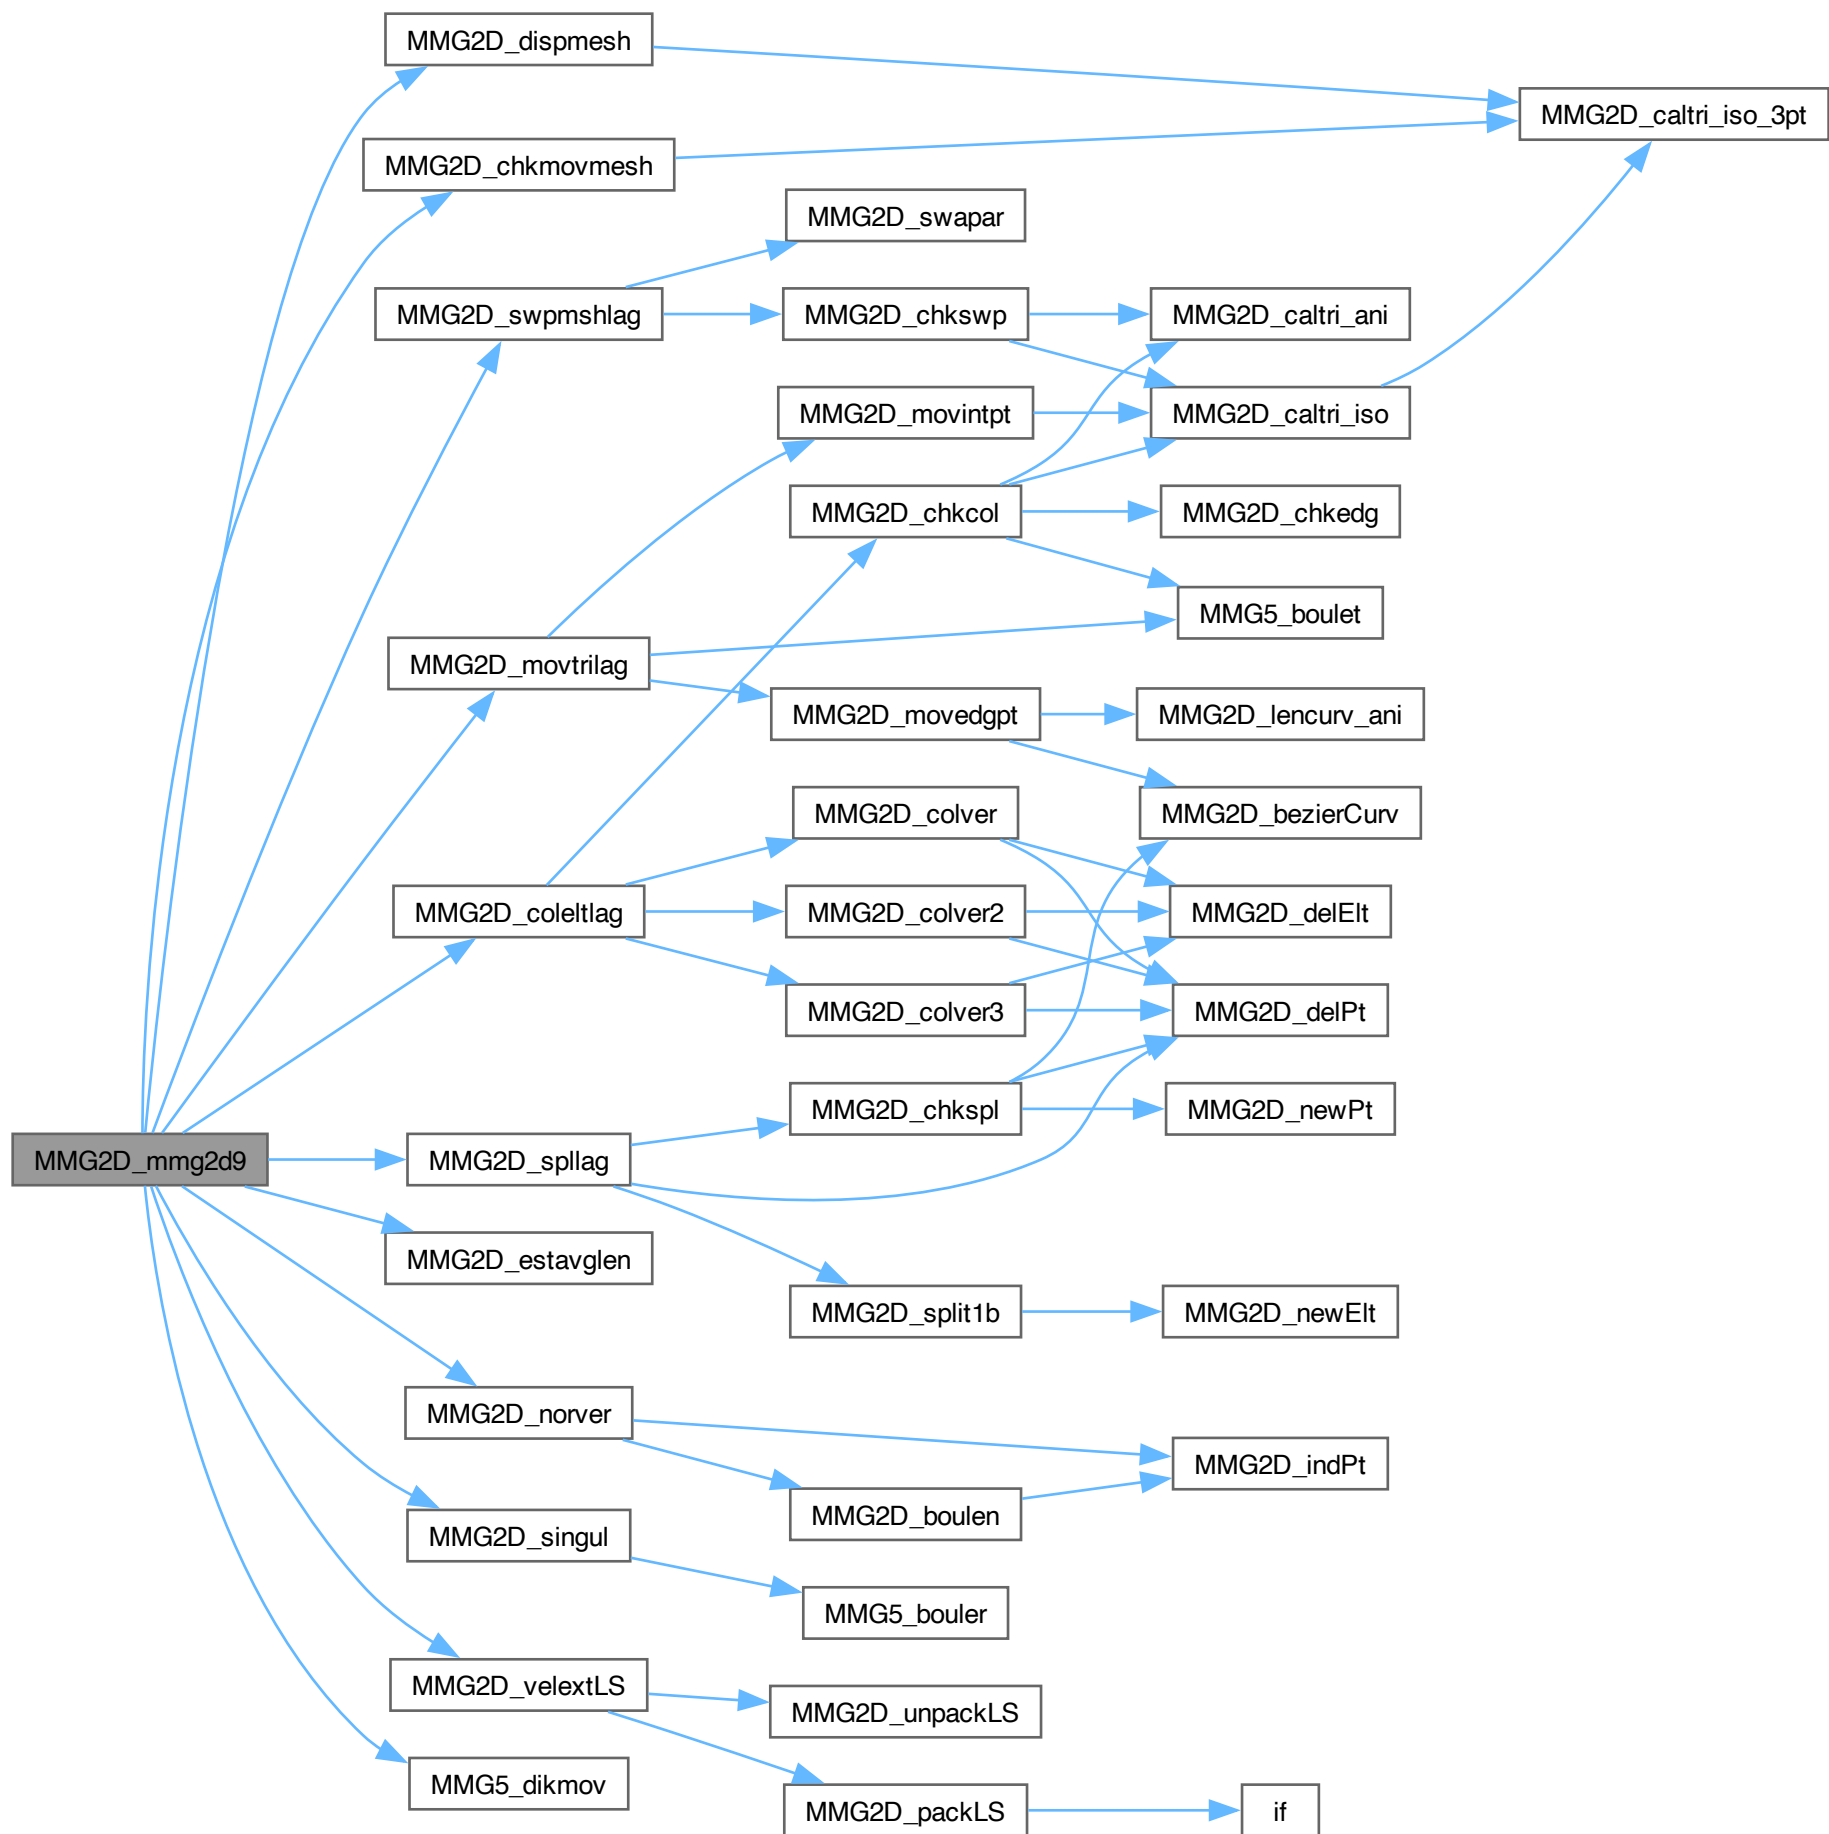 MMG2D_dispmesh
MMG2D_caltri_iso_3pt
MMG2D_chkmovmesh
MMG2D_swapar
MMG2D_swpmshlag
MMG2D_chkswp
MMG2D_caltri_ani
MMG2D_movintpt
MMG2D_caltri_iso
MMG2D_chkcol
MMG2D_chkedg
MMG5_boulet
MMG2D_movtrilag
MMG2D_movedgpt
MMG2D_lencurv_ani
MMG2D_colver
MMG2D_bezierCurv
MMG2D_coleltlag
MMG2D_colver2
MMG2D_delElt
MMG2D_colver3
MMG2D_delPt
MMG2D_chkspl
MMG2D_newPt
MMG2D_mmg2d9
MMG2D_spllag
MMG2D_estavglen
MMG2D_split1b
MMG2D_newElt
MMG2D_norver
MMG2D_indPt
MMG2D_boulen
MMG2D_singul
MMG5_bouler
MMG2D_velextLS
MMG2D_unpackLS
MMG5_dikmov
MMG2D_packLS
if